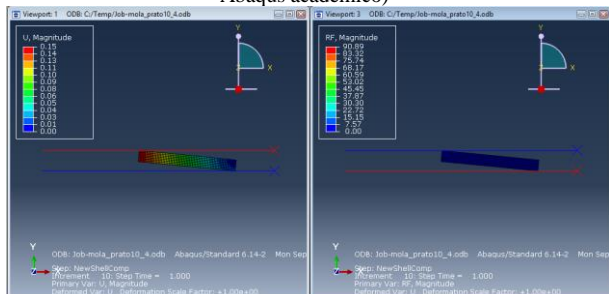 Abaqus acadêmico)
Viewport: 1 ODB: C:/Temp/Job-mola_prato10_4.odb
U, Magnitude
0.15
0.14
0.13
0.11
0.10
0.09
0.08
0.06
0.05
0.04
0.03
0.01
0.00
Y
X
Z
ODB: Job-mola_prato10_4.odb Abaqus/Standard 6.14-2 Mon Sep
Y
Z X
Step: NewShellComp
Increment 10: Step Time = 1.000
Primary Var: U, Magnitude
Deformed Var: U Deformation Scale Factor: +1.00e+00
Viewport: 3 ODB: C:/Temp/Job-mola_prato10_4.odb
RF, Magnitude
90.89
83.32
75.74
68.17
60.59
53.02
45.45
37.87
30.30
22.72
15.15
7.57
0.00
Y
X
Z
ODB: Job-mola_prato10_4.odb Abaqus/Standard 6.14-2 Mon Sep
Y
Z X
Step: NewShellComp
Increment 10: Step Time = 1.000
Primary Var: RF, Magnitude
Deformed Var: U Deformation Scale Factor: +1.00e+00